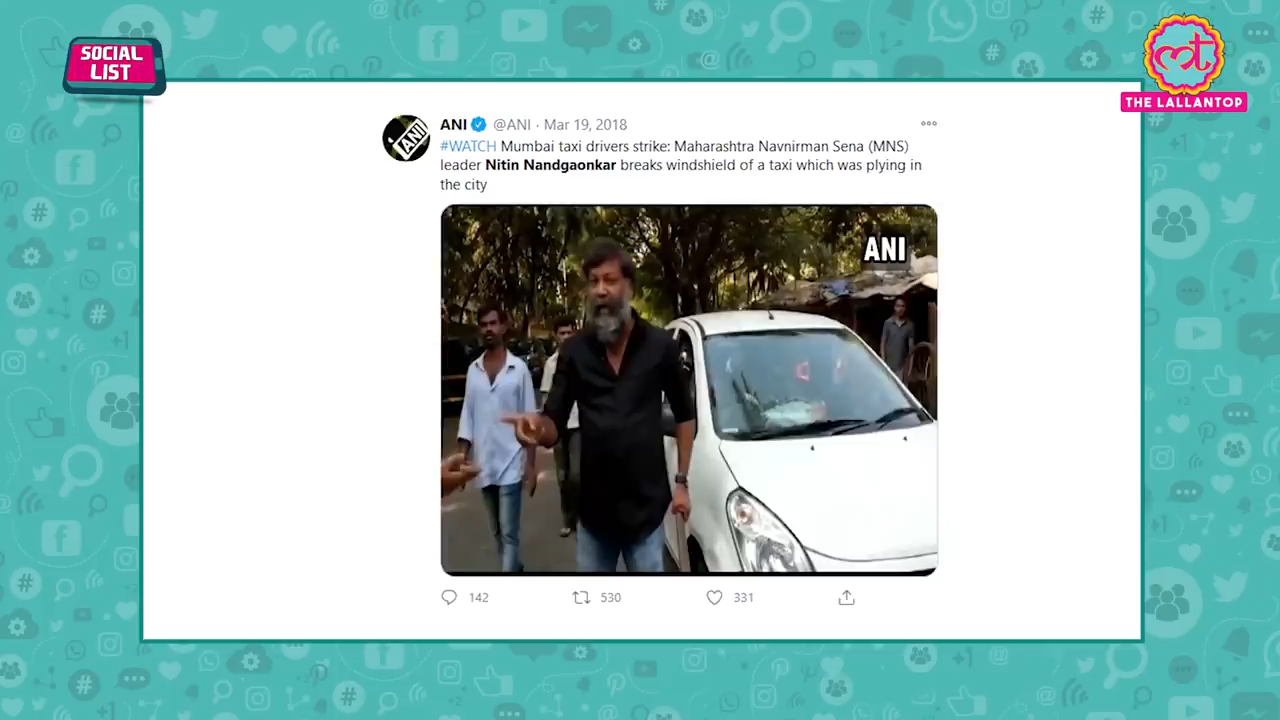 SOCIAL
LIST
THE LALLANTOP
ANI @ANI · Mar 19, 2018
#WATCH Mumbai taxi drivers strike: Maharashtra Navnirman Sena (MNS)
leader Nitin Nandgaonkar breaks windshield of a taxi which was plying in
the city
ANI
142 530 331